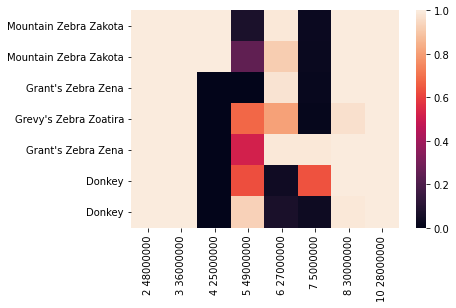 Mountain Zebra Zakota
Mountain Zebra Zakota
Grant's Zebra Zena
Grevy's Zebra Zoatira
Grant's Zebra Zena
Donkey
Donkey
2 48000000
3 36000000
4 25000000
5 49000000
6 27000000
7 50000000
8 30000000
10 28000000
1.0
0.8
0.6
0.4
0.2
0.0